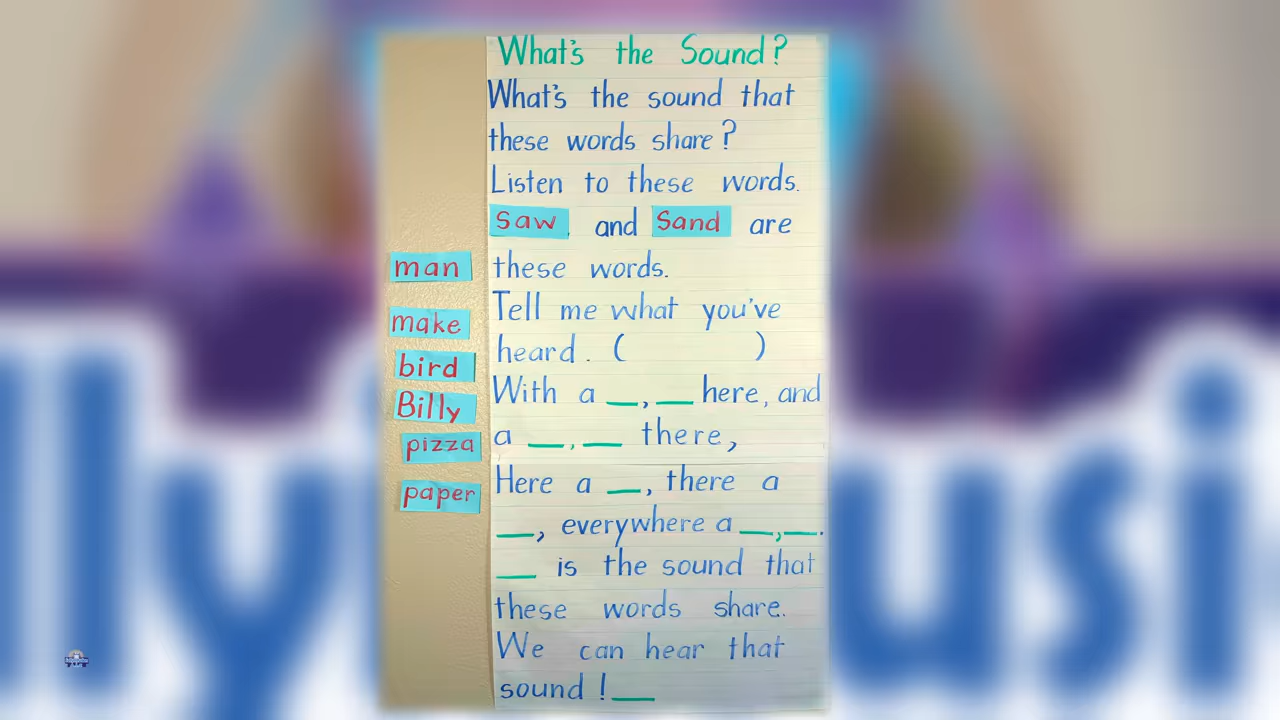 What's the Sound?
What's the sound that
these words share?
Listen to these words.
Saw and Sand are
these words.
Tell me what you've
heard. ( )
With a __, __ here, and
a __, __ there,
Here a __, there a
__, everywhere a __,__.
__ is the sound that
these words share.
We can hear that
sound! __
man
make
bird
Billy
pizza
paper